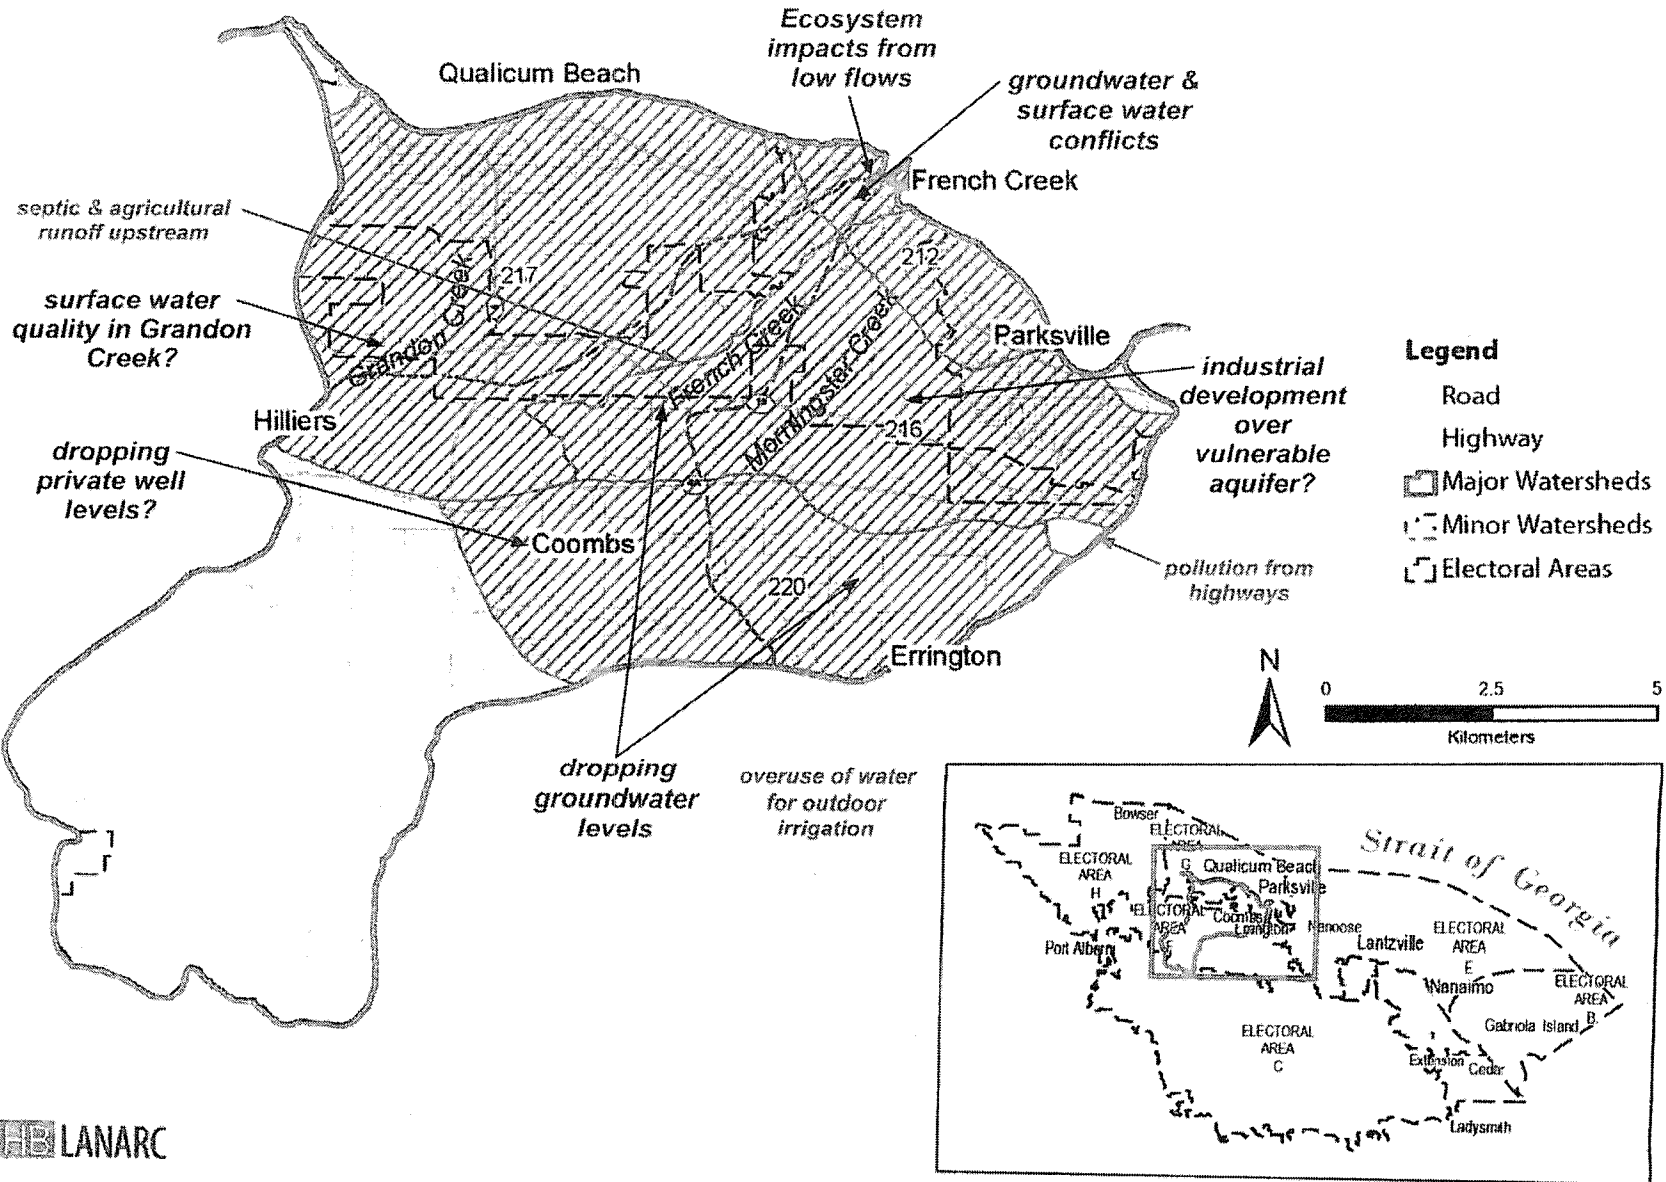 Ecosystem
impacts from
low flows
Qualicum Beach
groundwater &
surface water
conflicts
French Creek
septic & agricultural
runoff upstream
212
217
surface water
quality in Grandon
Creek?
Grandon Creek
French Creek
Morningstar Creek
Parksville
industrial
development
over
vulnerable
aquifer?
Legend
Road
Highway
Major Watersheds
Minor Watersheds
Electoral Areas
Hilliers
216
dropping
private well
levels?
Coombs
220
pollution from
highways
Errington
N
0 2.5 5
Kilometers
dropping
groundwater
levels
overuse of water
for outdoor
irrigation
Bowser
ELECTORAL
AREA
G
ELECTORAL
AREA
H
Qualicum Beach
Parksville
ELECTORAL
AREA
F
Coombs
Errington
Nanoose
Port Alberni
Strait of Georgia
Lantzville
ELECTORAL
AREA
E
Nanaimo
ELECTORAL
AREA
B
Gabriola Island
ELECTORAL
AREA
C
Extension
Cedar
Ladysmith
HB LANARC